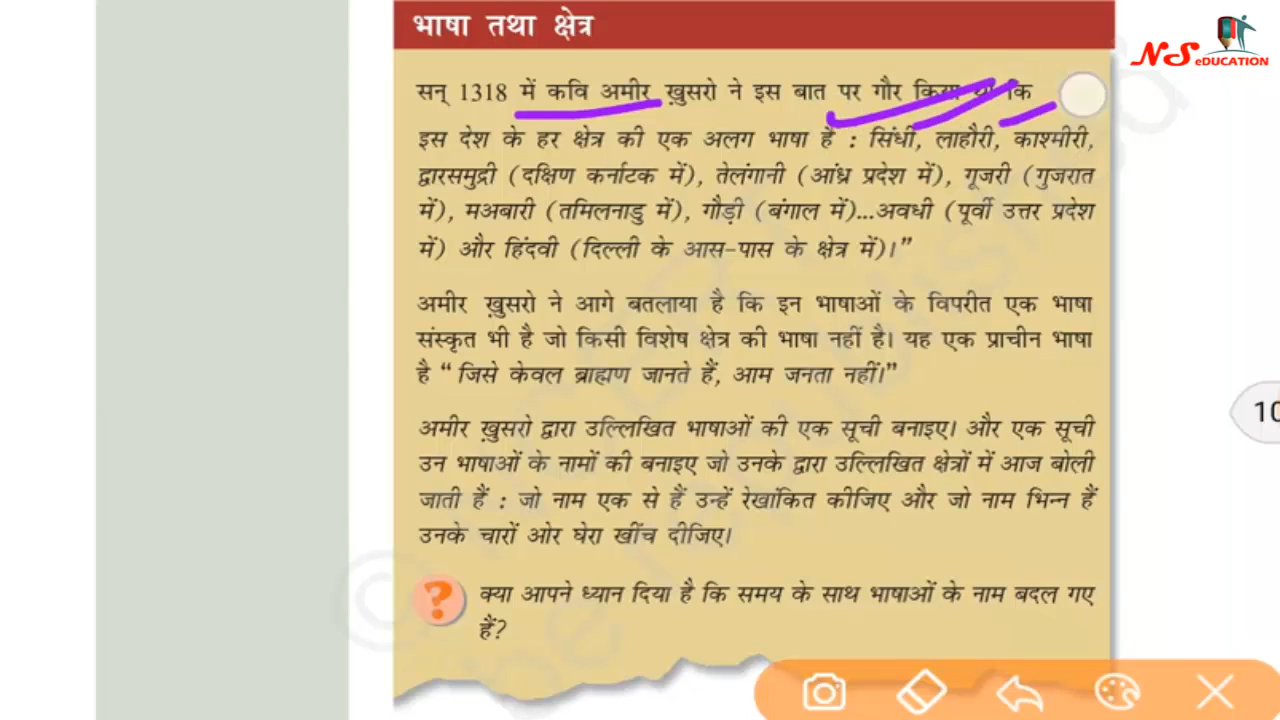 भाषा तथा क्षेत्र
NS eDUCATION
सन् 1318 में कवि अमीर ख़ुसरो ने इस बात पर गौर किया था कि
इस देश के हर क्षेत्र की एक अलग भाषा है : सिंधी, लाहौरी, काश्मीरी,
द्वारसमुद्री (दक्षिण कर्नाटक में), तेलंगानी (आंध्र प्रदेश में), गूजरी (गुजरात
में), मअबारी (तमिलनाडु में), गौड़ी (बंगाल में)...अवधी (पूर्वी उत्तर प्रदेश
में) और हिंदवी (दिल्ली के आस-पास के क्षेत्र में)।”
अमीर ख़ुसरो ने आगे बतलाया है कि इन भाषाओं के विपरीत एक भाषा
संस्कृत भी है जो किसी विशेष क्षेत्र की भाषा नहीं है। यह एक प्राचीन भाषा
है “ जिसे केवल ब्राह्मण जानते हैं, आम जनता नहीं।”
अमीर ख़ुसरो द्वारा उल्लिखित भाषाओं की एक सूची बनाइए। और एक सूची
उन भाषाओं के नामों की बनाइए जो उनके द्वारा उल्लिखित क्षेत्रों में आज बोली
जाती हैं : जो नाम एक से हैं उन्हें रेखांकित कीजिए और जो नाम भिन्न हैं
उनके चारों ओर घेरा खींच दीजिए।
? क्या आपने ध्यान दिया है कि समय के साथ भाषाओं के नाम बदल गए
हैं?